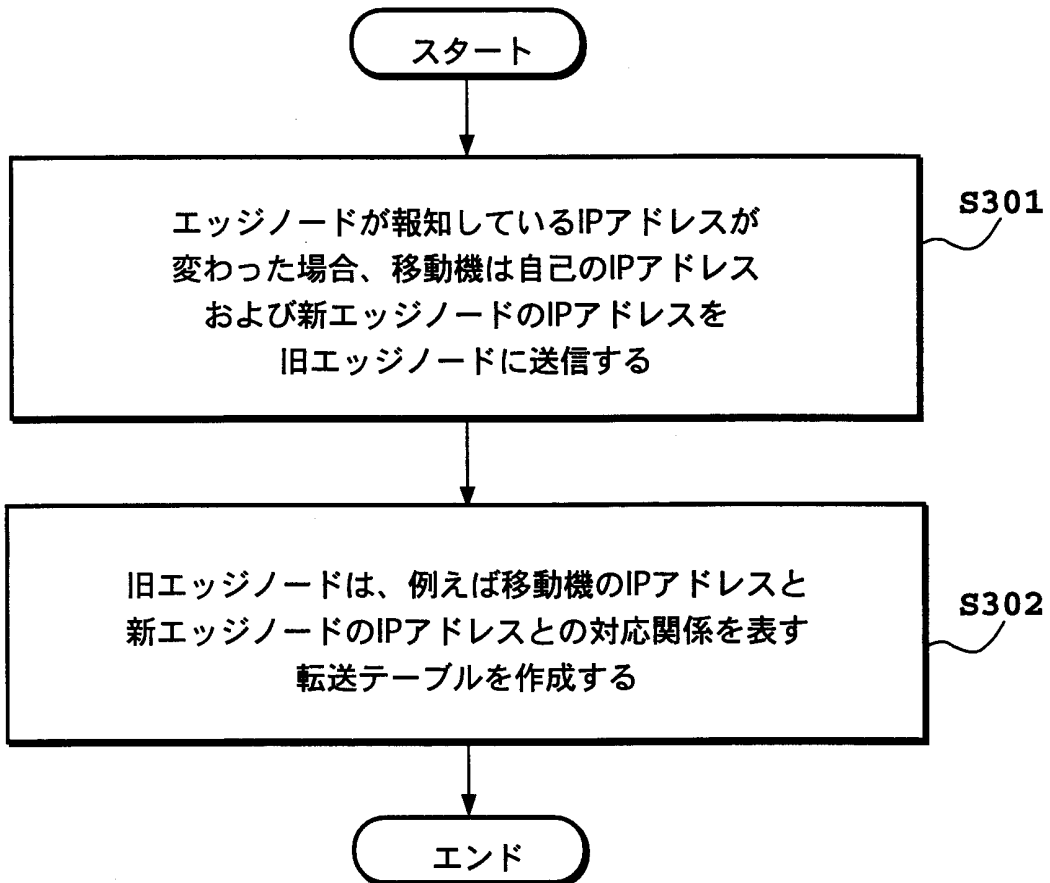 スタート
エッジノードが報知しているIPアドレスが
変わった場合、移動機は自己のIPアドレス
および新エッジノードのIPアドレスを
旧エッジノードに送信する
S301
旧エッジノードは、例えば移動機のIPアドレスと
新エッジノードのIPアドレスとの対応関係を表す
転送テーブルを作成する
S302
エンド